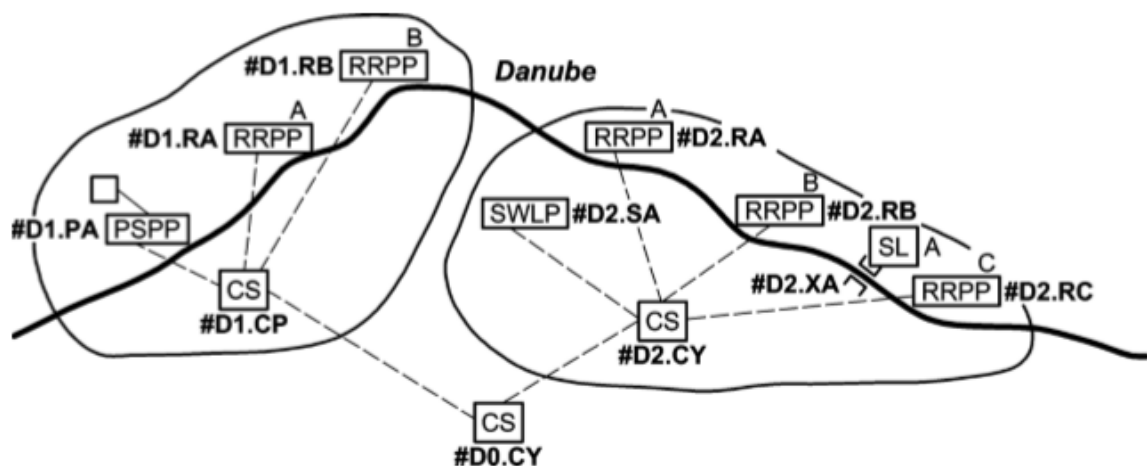 B
#D1.RB RRPP
Danube
A
#D1.RA RRPP
A
RRPP #D2.RA
#D1.PA PSPP
SWLP #D2.SA
B
RRPP #D2.RB
SL A
#D2.XA
C
RRPP #D2.RC
CS
#D1.CP
CS
#D2.CY
CS
#D0.CY